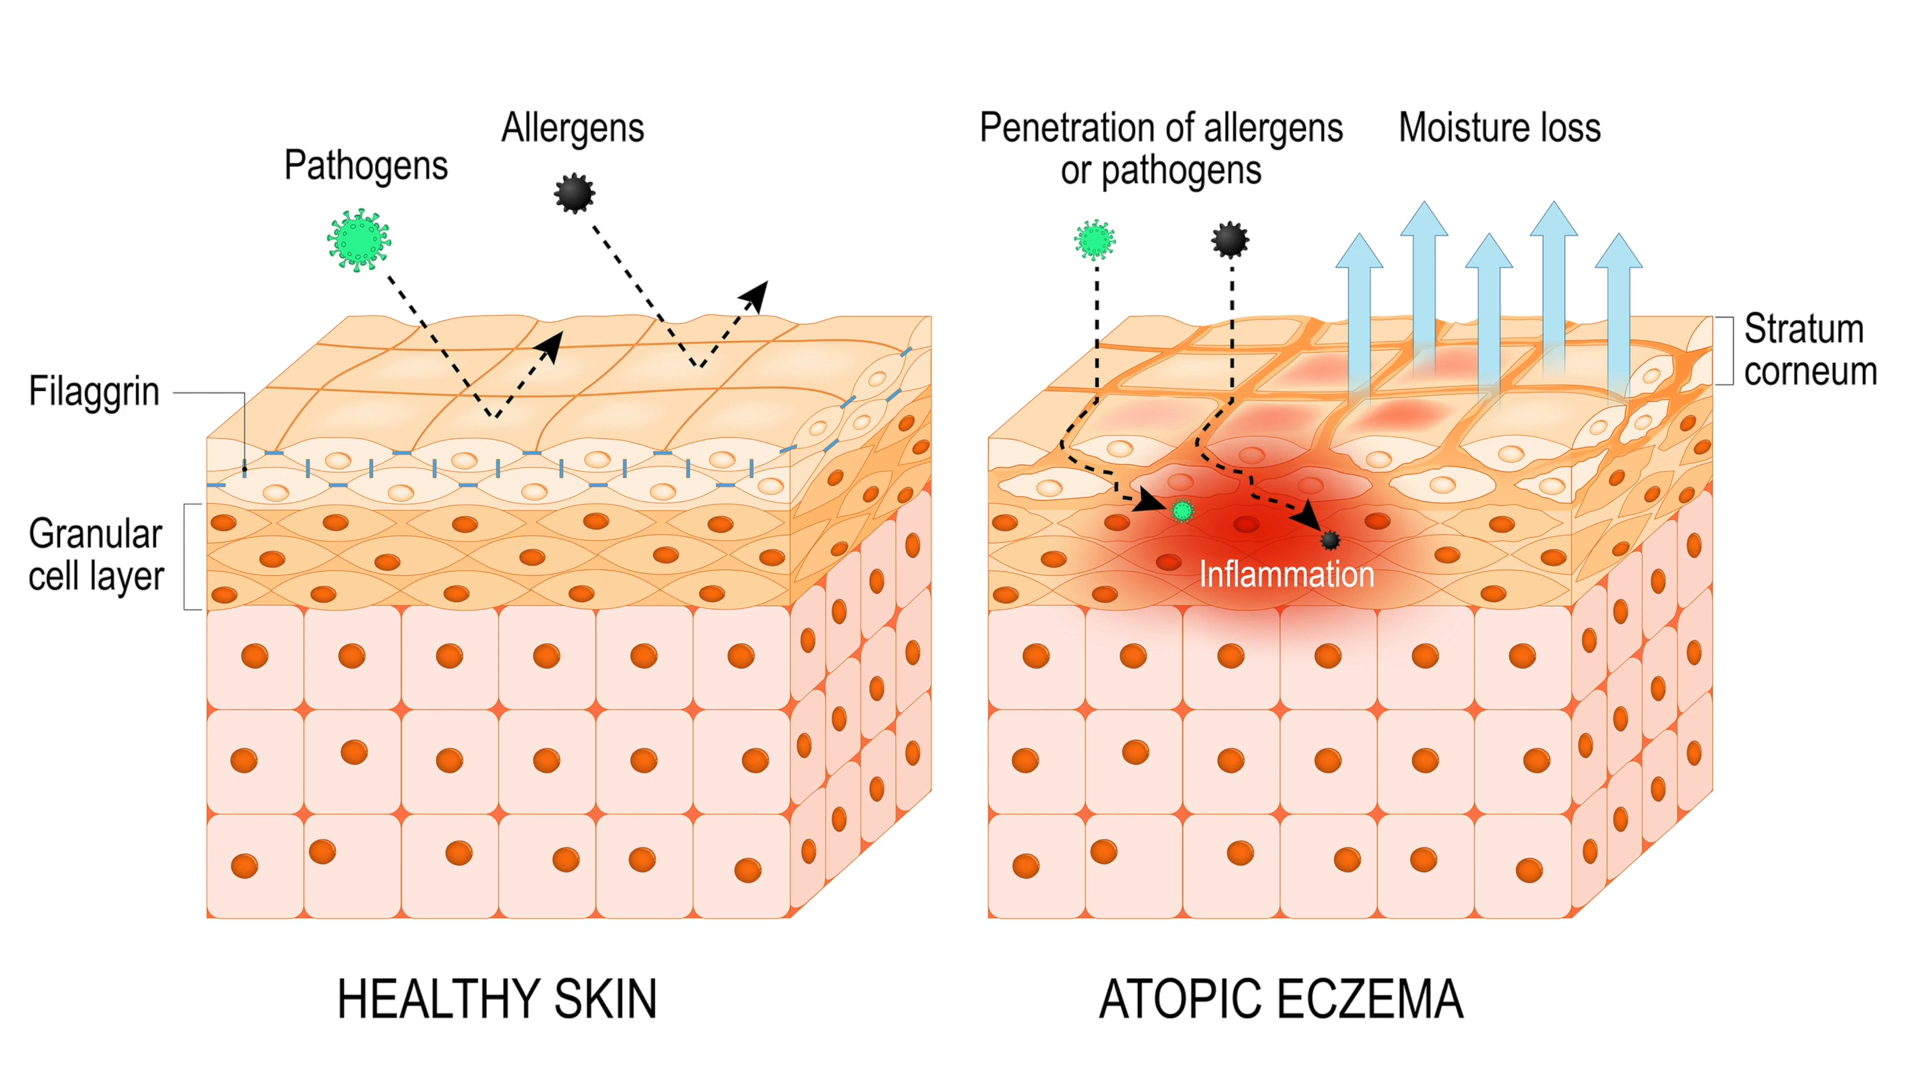 Pathogens
Allergens
Filaggrin
Granular
cell layer
HEALTHY SKIN
Penetration of allergens
or pathogens
Moisture loss
Stratum
corneum
Inflammation
ATOPIC ECZEMA